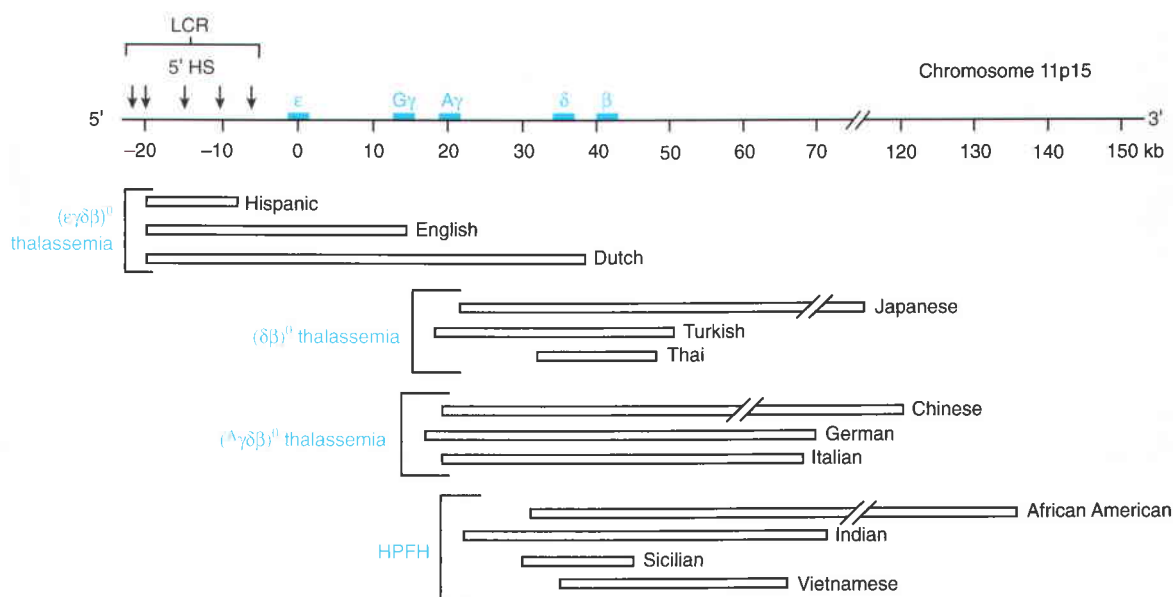 LCR
5' HS
Chromosome 11p15
ε Gγ Aγ δ β
5' 3'
–20 –10 0 10 20 30 40 50 60 70 120 130 140 150 kb
(εγδβ)⁰
thalassemia
Hispanic
English
Dutch
(δβ)⁰ thalassemia
Japanese
Turkish
Thai
(ᴬγδβ)⁰ thalassemia
Chinese
German
Italian
HPFH
African American
Indian
Sicilian
Vietnamese